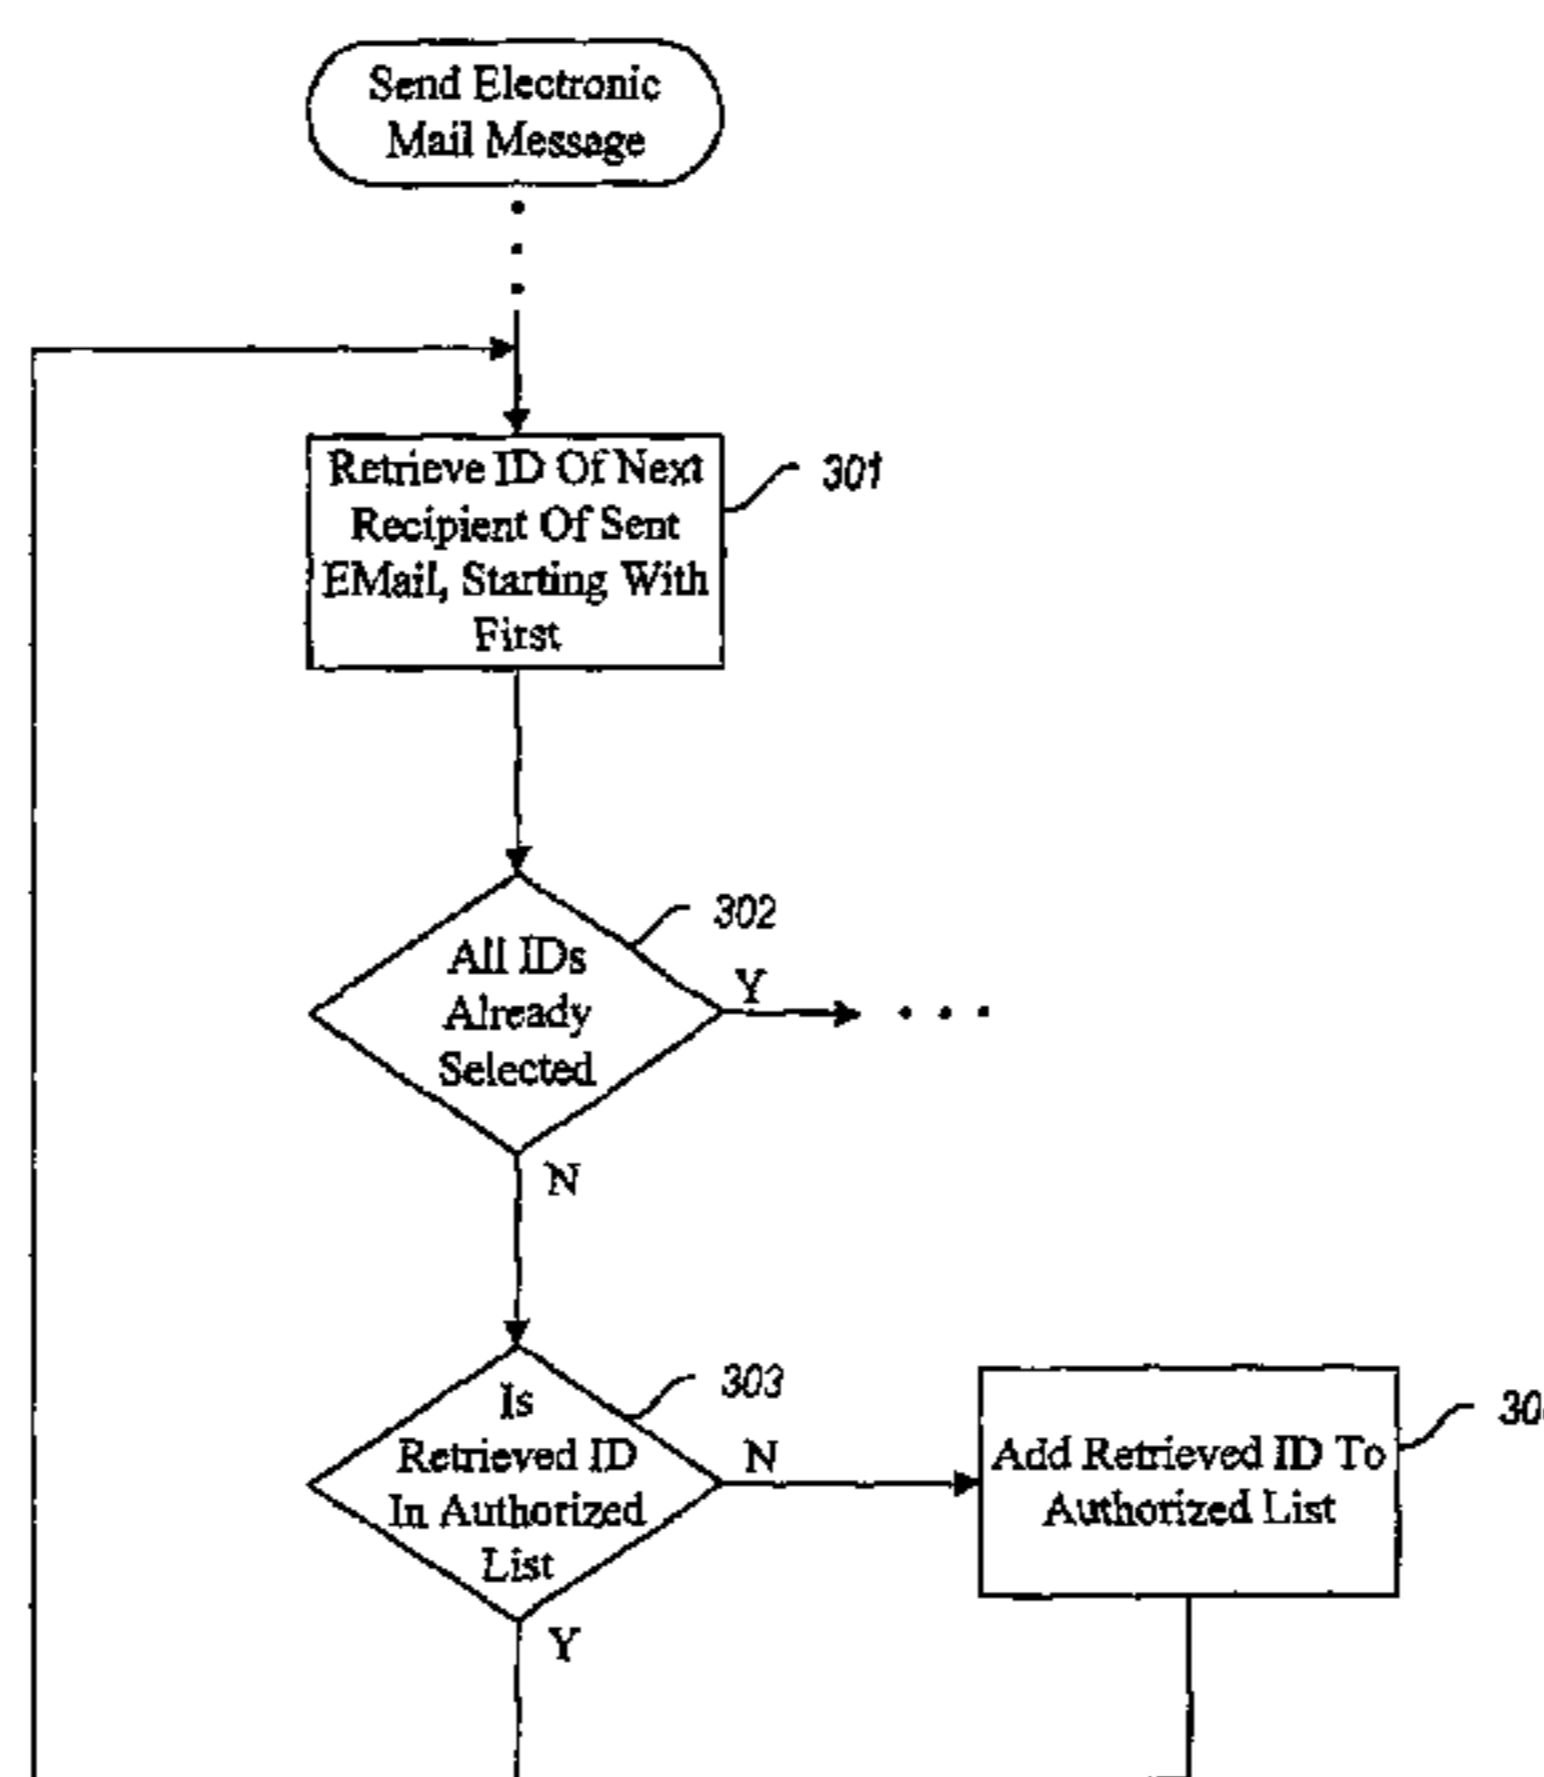 Send Electronic
Mail Message
Retrieve ID Of Next
Recipient Of Sent
EMail, Starting With
First
301
All IDs
Already
Selected
302
Y
N
Is
Retrieved ID
In Authorized
List
303
N
Add Retrieved ID To
Authorized List
Y